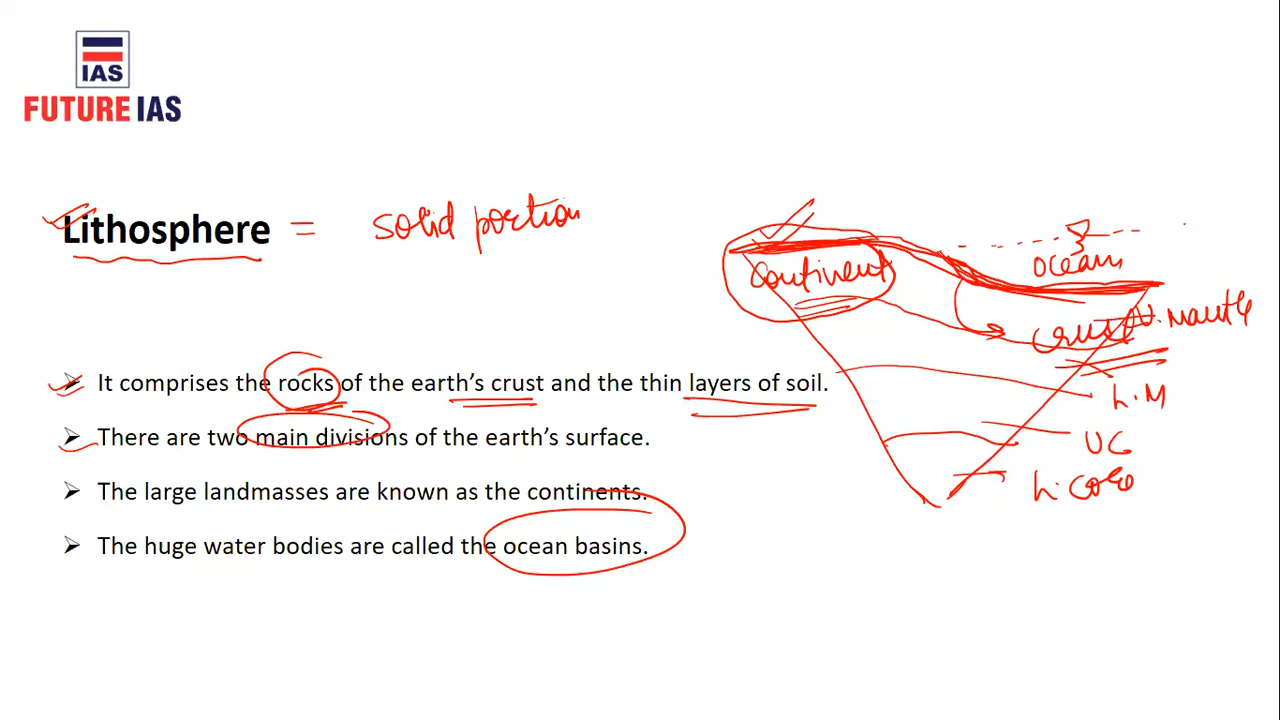 IAS
FUTURE IAS
Lithosphere = solid portion
continent
ocean
crust U. Mantle
L.M
UC
L. Core
➤ It comprises the rocks of the earth's crust and the thin layers of soil.
➤ There are two main divisions of the earth's surface.
➤ The large landmasses are known as the continents.
➤ The huge water bodies are called the ocean basins.